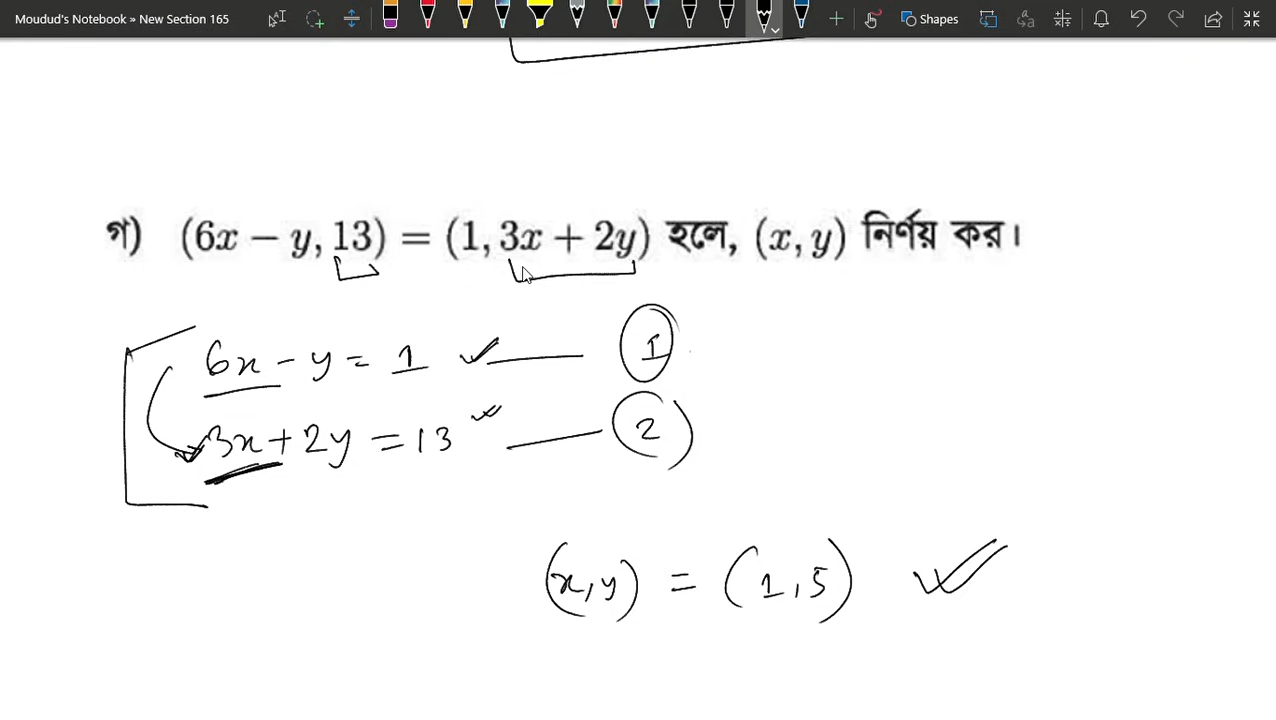 Moudud's Notebook » New Section 165
Shapes
গ) (6x − y, 13) = (1, 3x + 2y) হলে, (x, y) নির্ণয় কর।
6x - y = 1 ✓ —— 1
3x + 2y = 13 ✓ —— 2
(x, y) = (1, 5) ✓